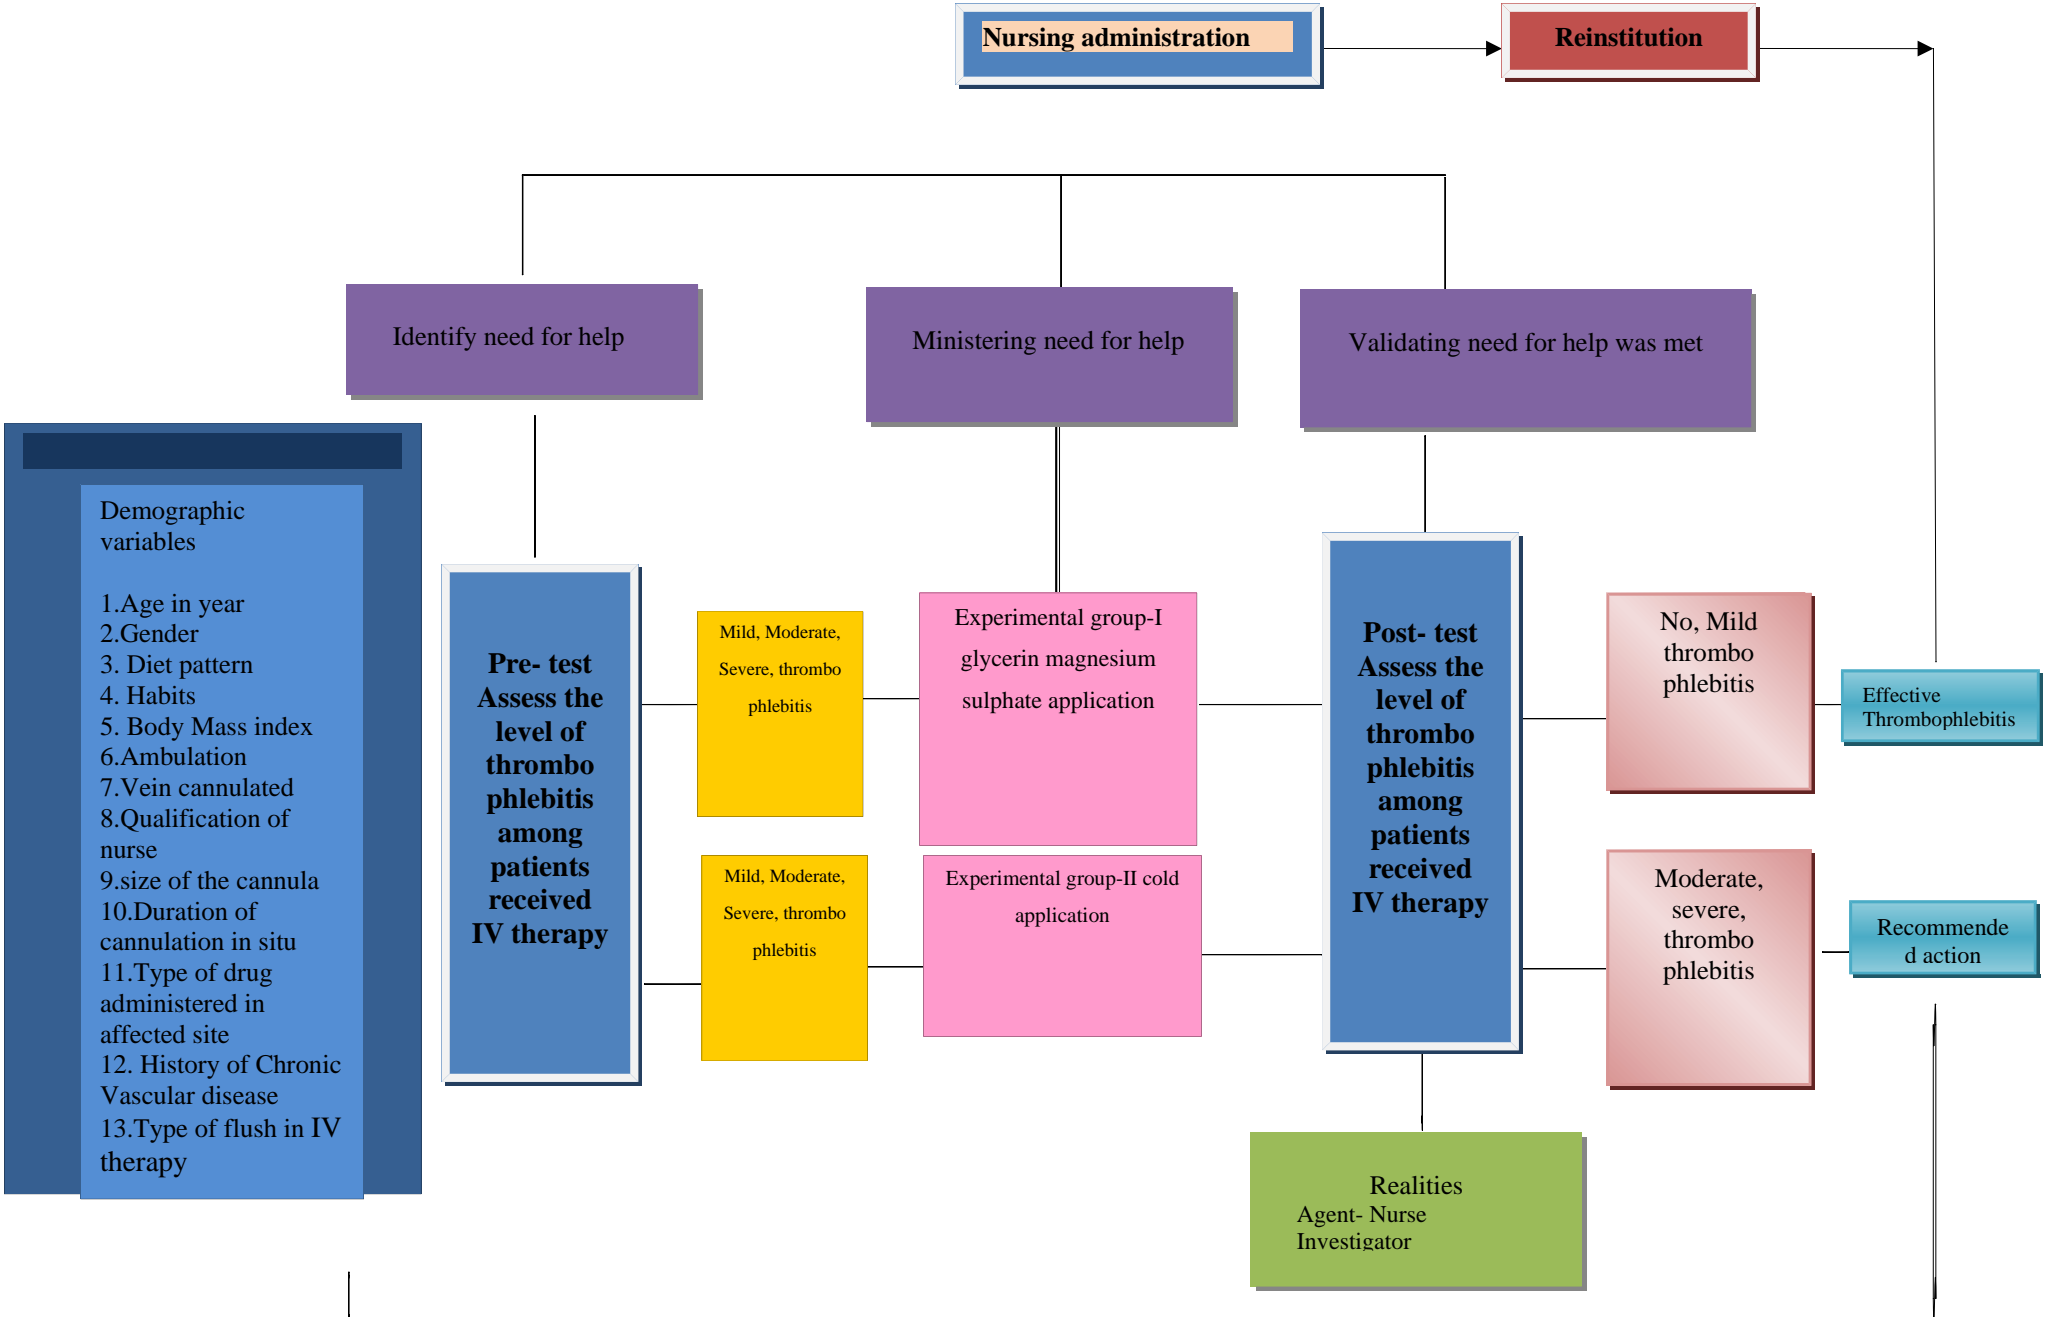 Nursing administration
Reinstitution
Identify need for help
Ministering need for help
Validating need for help was met
Demographic
variables
1.Age in year
2.Gender
3. Diet pattern
4. Habits
5. Body Mass index
6.Ambulation
7.Vein cannulated
8.Qualification of
nurse
9.size of the cannula
10.Duration of
cannulation in situ
11.Type of drug
administered in
affected site
12. History of Chronic
Vascular disease
13.Type of flush in IV
therapy
Pre- test
Assess the
level of
thrombo
phlebitis
among
patients
received
IV therapy
Mild, Moderate,
Severe, thrombo
phlebitis
Mild, Moderate,
Severe, thrombo
phlebitis
Experimental group-I
glycerin magnesium
sulphate application
Experimental group-II cold
application
Post- test
Assess the
level of
thrombo
phlebitis
among
patients
received
IV therapy
No, Mild
thrombo
phlebitis
Moderate,
severe,
thrombo
phlebitis
Effective
Thrombophlebitis
Recommende
d action
Realities
Agent- Nurse
Investigator